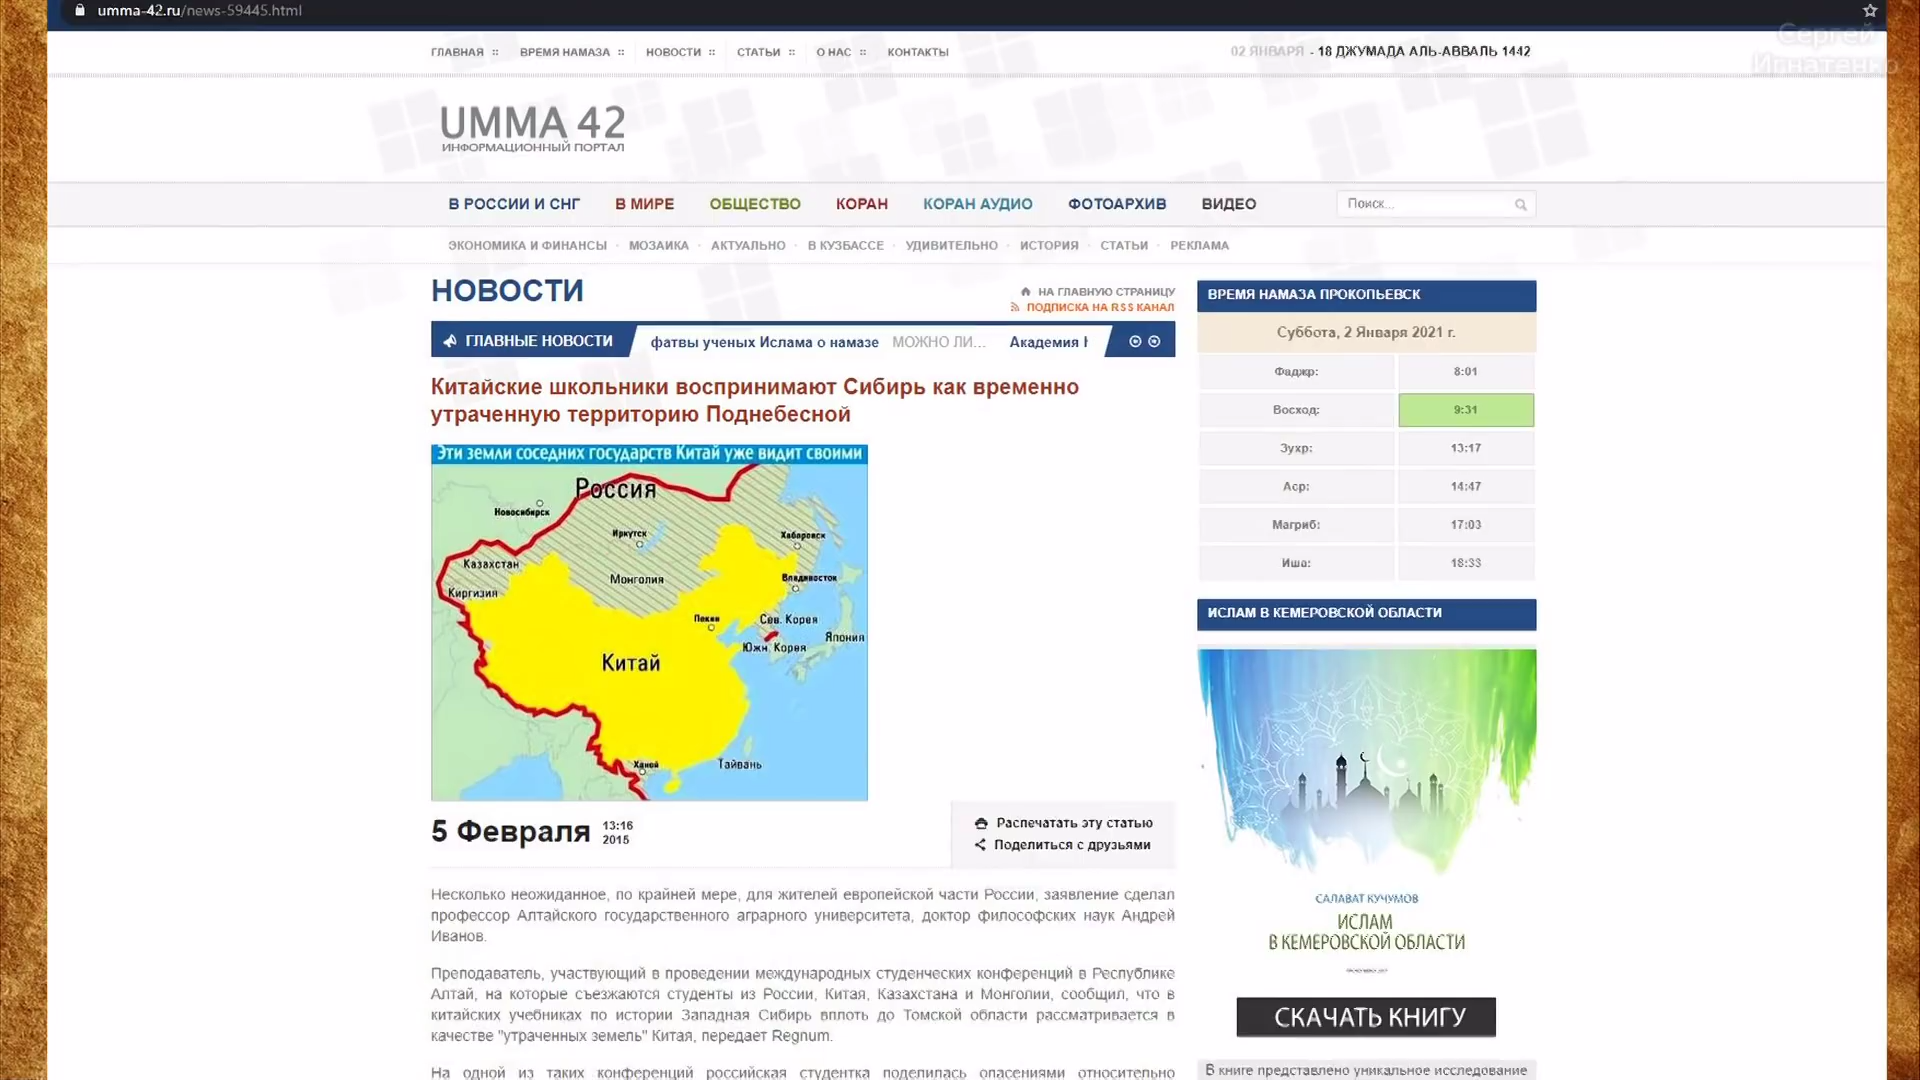 umma-42.ru/news-59445.html
Сергей
Игнатенко
ГЛАВНАЯ :: ВРЕМЯ НАМАЗА :: НОВОСТИ :: СТАТЬИ :: О НАС :: КОНТАКТЫ
02 ЯНВАРЯ - 18 ДЖУМАДА АЛЬ-АВВАЛЬ 1442
UMMA 42
ИНФОРМАЦИОННЫЙ ПОРТАЛ
В РОССИИ И СНГ В МИРЕ ОБЩЕСТВО КОРАН КОРАН АУДИО ФОТОАРХИВ ВИДЕО
Поиск...
ЭКОНОМИКА И ФИНАНСЫ · МОЗАИКА · АКТУАЛЬНО · В КУЗБАССЕ · УДИВИТЕЛЬНО · ИСТОРИЯ · СТАТЬИ · РЕКЛАМА
НОВОСТИ
НА ГЛАВНУЮ СТРАНИЦУ
ПОДПИСКА НА RSS КАНАЛ
ГЛАВНЫЕ НОВОСТИ фатвы ученых Ислама о намазе МОЖНО ЛИ... Академия
Китайские школьники воспринимают Сибирь как временно
утраченную территорию Поднебесной
Эти земли соседних государств Китай уже видит своими
Россия
Новосибирск
Иркутск
Хабаровск
Казахстан
Монголия
Владивосток
Киргизия
Пекин
Сев. Корея
Япония
Южн. Корея
Китай
Ханой
Тайвань
5 Февраля 13:16
2015
Распечатать эту статью
Поделиться с друзьями
Несколько неожиданное, по крайней мере, для жителей европейской части России, заявление сделал
профессор Алтайского государственного аграрного университета, доктор философских наук Андрей
Иванов.
Преподаватель, участвующий в проведении международных студенческих конференций в Республике
Алтай, на которые съезжаются студенты из России, Китая, Казахстана и Монголии, сообщил, что в
китайских учебниках по истории Западная Сибирь вплоть до Томской области рассматривается в
качестве "утраченных земель" Китая, передает Regnum.
На одной из таких конференций российская студентка поделилась опасениями относительно
ВРЕМЯ НАМАЗА ПРОКОПЬЕВСК
Суббота, 2 Января 2021 г.
Фаджр: 8:01
Восход: 9:31
Зухр: 13:17
Аср: 14:47
Магриб: 17:03
Иша: 18:33
ИСЛАМ В КЕМЕРОВСКОЙ ОБЛАСТИ
САЛАВАТ КУЧУМОВ
ИСЛАМ
В КЕМЕРОВСКОЙ ОБЛАСТИ
СКАЧАТЬ КНИГУ
В книге представлено уникальное исследование